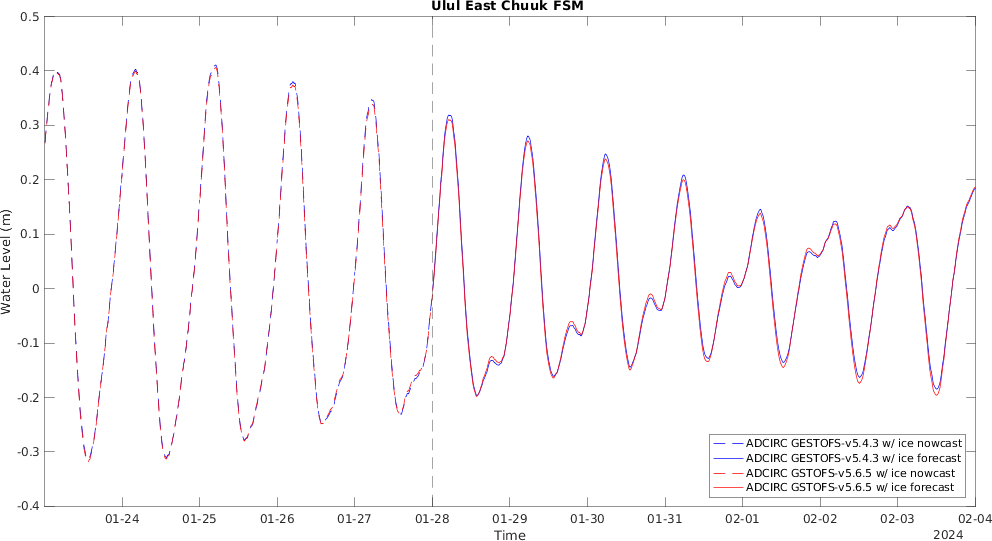 Ulul East Chuuk FSM
0.5
0.4
0.3
0.2
0.1
0
-0.1
-0.2
-0.3
-0.4
Water Level (m)
ADCIRC GESTOFS-v5.4.3 w/ ice nowcast
ADCIRC GESTOFS-v5.4.3 w/ ice forecast
ADCIRC GSTOFS-v5.6.5 w/ ice nowcast
ADCIRC GSTOFS-v5.6.5 w/ ice forecast
01-24 01-25 01-26 01-27 01-28 01-29 01-30 01-31 02-01 02-02 02-03 02-04
Time
2024